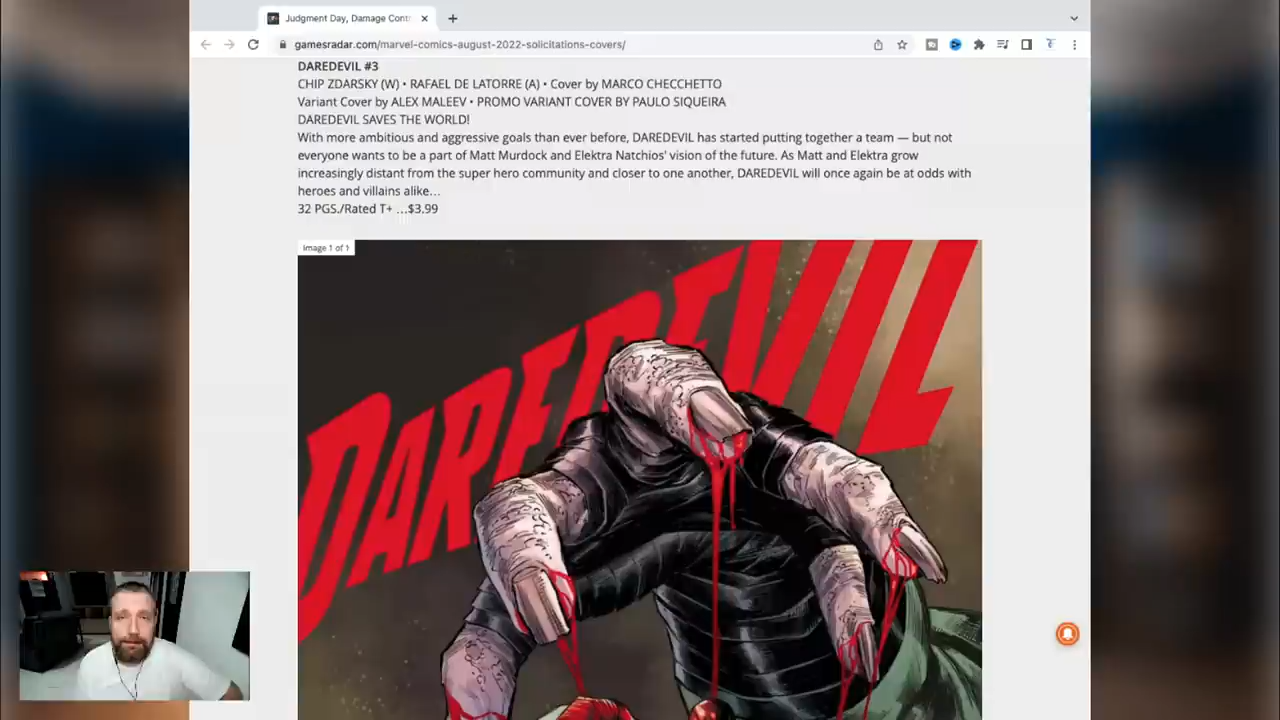 Judgment Day, Damage Contr
gamesradar.com/marvel-comics-august-2022-solicitations-covers/
DAREDEVIL #3
CHIP ZDARSKY (W) • RAFAEL DE LATORRE (A) • Cover by MARCO CHECCHETTO
Variant Cover by ALEX MALEEV • PROMO VARIANT COVER BY PAULO SIQUEIRA
DAREDEVIL SAVES THE WORLD!
With more ambitious and aggressive goals than ever before, DAREDEVIL has started putting together a team — but not
everyone wants to be a part of Matt Murdock and Elektra Natchios' vision of the future. As Matt and Elektra grow
increasingly distant from the super hero community and closer to one another, DAREDEVIL will once again be at odds with
heroes and villains alike…
32 PGS./Rated T+ …$3.99
Image 1 of 1
DAREDEVIL